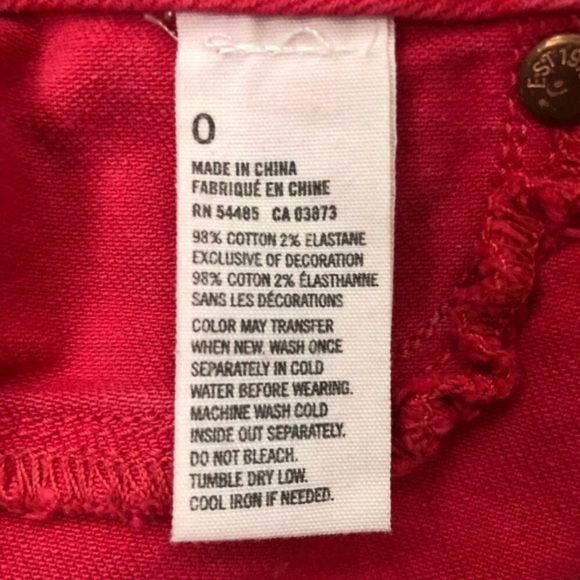 EST 19
0
MADE IN CHINA
FABRIQUÉ EN CHINE
RN 54485 CA 03873
98% COTTON 2% ELASTANE
EXCLUSIVE OF DECORATION
98% COTON 2% ÉLASTHANNE
SANS LES DÉCORATIONS
COLOR MAY TRANSFER
WHEN NEW. WASH ONCE
SEPARATELY IN COLD
WATER BEFORE WEARING.
MACHINE WASH COLD
INSIDE OUT SEPARATELY.
DO NOT BLEACH.
TUMBLE DRY LOW.
COOL IRON IF NEEDED.